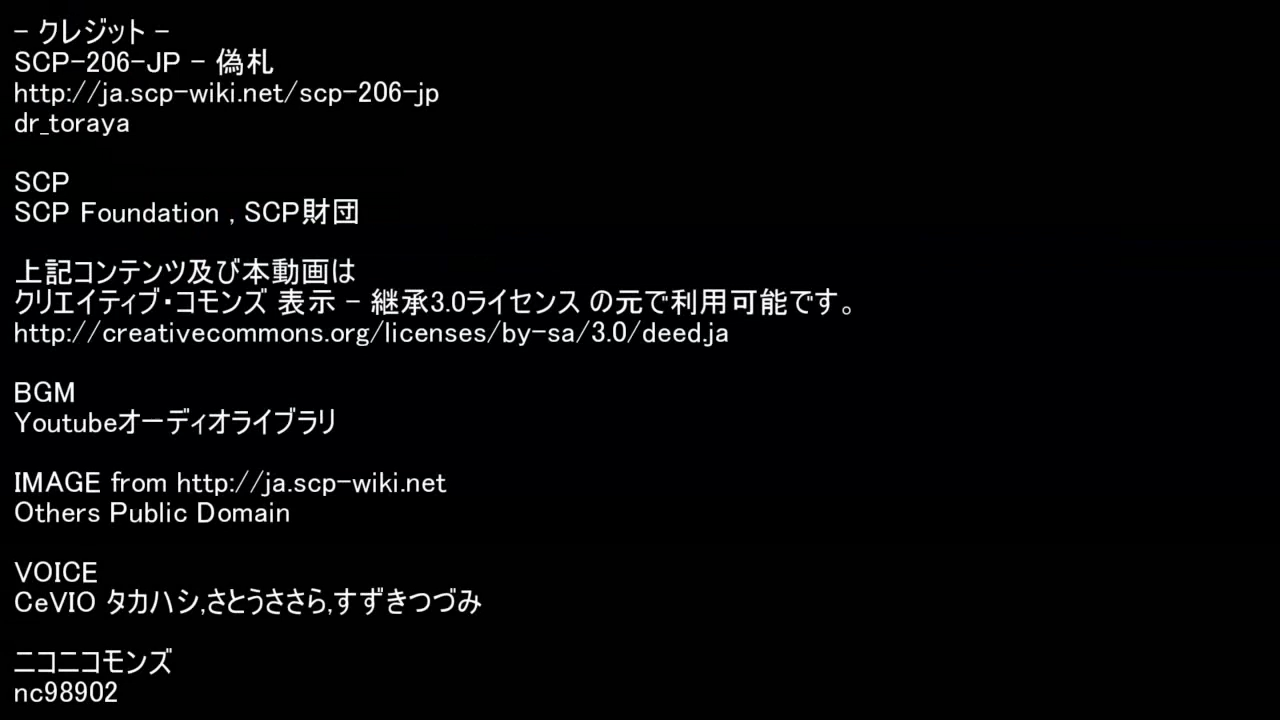 - クレジット -
SCP-206-JP - 偽札
http://ja.scp-wiki.net/scp-206-jp
dr_toraya
SCP
SCP Foundation , SCP財団
上記コンテンツ及び本動画は
クリエイティブ・コモンズ 表示 - 継承3.0ライセンス の元で利用可能です。
http://creativecommons.org/licenses/by-sa/3.0/deed.ja
BGM
Youtubeオーディオライブラリ
IMAGE from http://ja.scp-wiki.net
Others Public Domain
VOICE
CeVIO タカハシ,さとうささら,すずきつづみ
ニコニコモンズ
nc98902